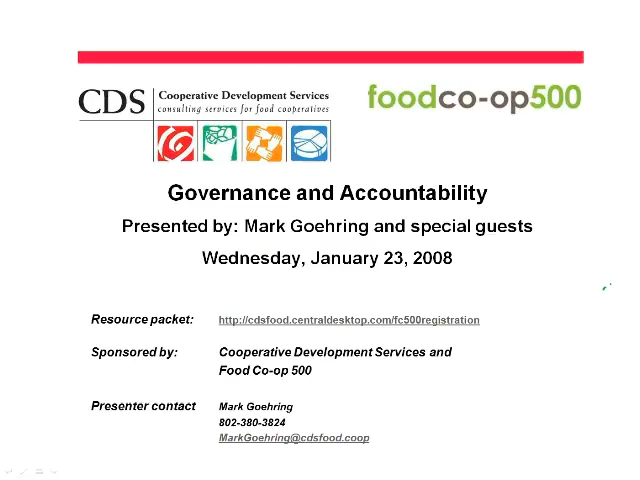 CDS Cooperative Development Services
consulting services for food cooperatives
foodco-op500
Governance and Accountability
Presented by: Mark Goehring and special guests
Wednesday, January 23, 2008
Resource packet: http://cdsfood.centraldesktop.com/fc500registration
Sponsored by: Cooperative Development Services and
Food Co-op 500
Presenter contact Mark Goehring
802-380-3824
MarkGoehring@cdsfood.coop